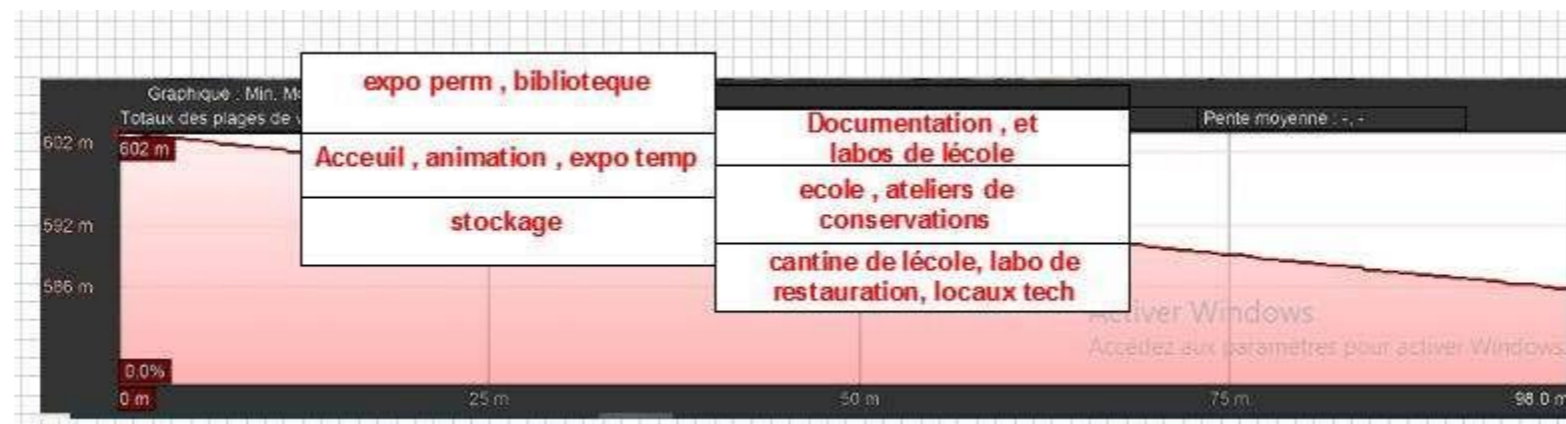 Graphique : Min. M
Totaux des plages de
Pente moyenne : -, -
expo perm , biblioteque
Acceuil , animation , expo temp
stockage
Documentation , et
labos de lécole
ecole , ateliers de
conservations
cantine de lécole, labo de
restauration, locaux tech
602 m
602 m
592 m
586 m
0,0%
0 m
25 m
50 m
75 m
98.0 m
Activer Windows
Accédez aux paramètres pour activer Windows.